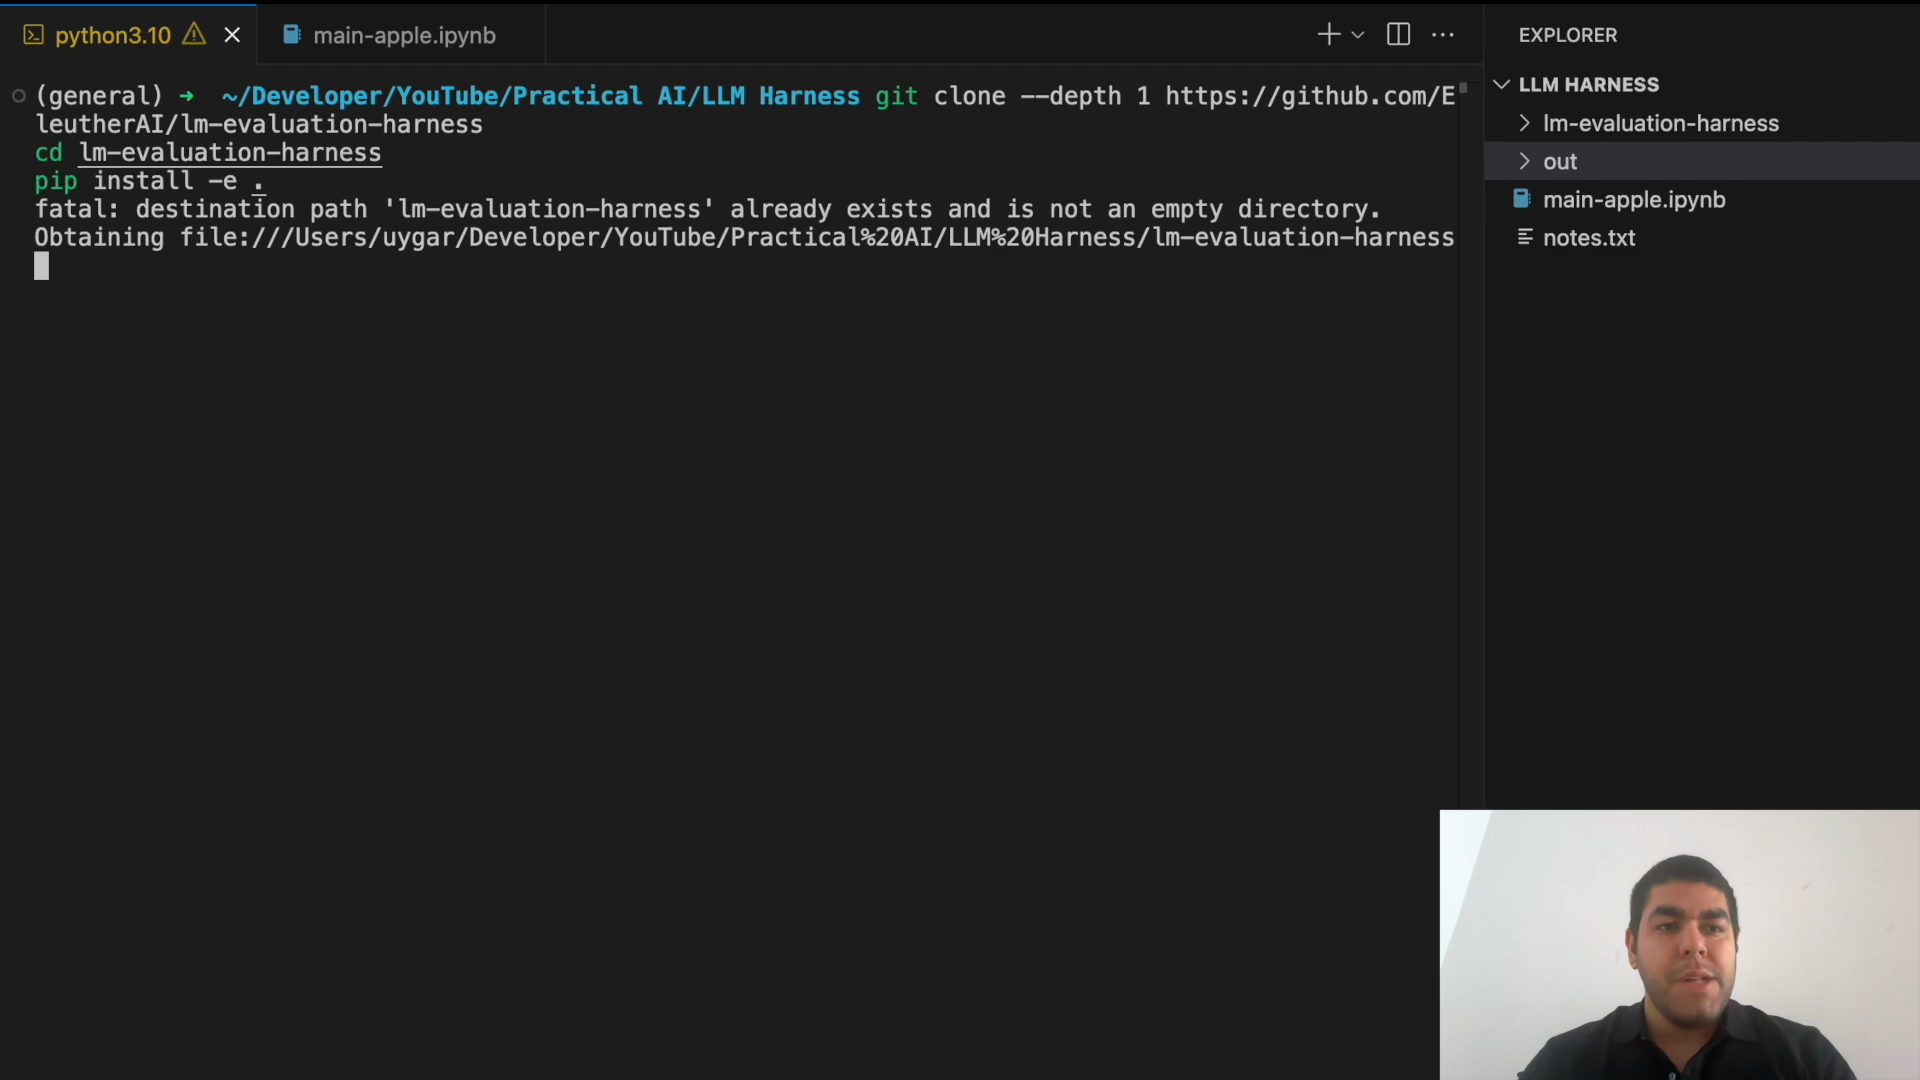 python3.10
main-apple.ipynb
(general) → ~/Developer/YouTube/Practical AI/LLM Harness git clone --depth 1 https://github.com/E
leutherAI/lm-evaluation-harness
cd lm-evaluation-harness
pip install -e .
fatal: destination path 'lm-evaluation-harness' already exists and is not an empty directory.
Obtaining file:///Users/uygar/Developer/YouTube/Practical%20AI/LLM%20Harness/lm-evaluation-harness
EXPLORER
LLM HARNESS
lm-evaluation-harness
out
main-apple.ipynb
notes.txt